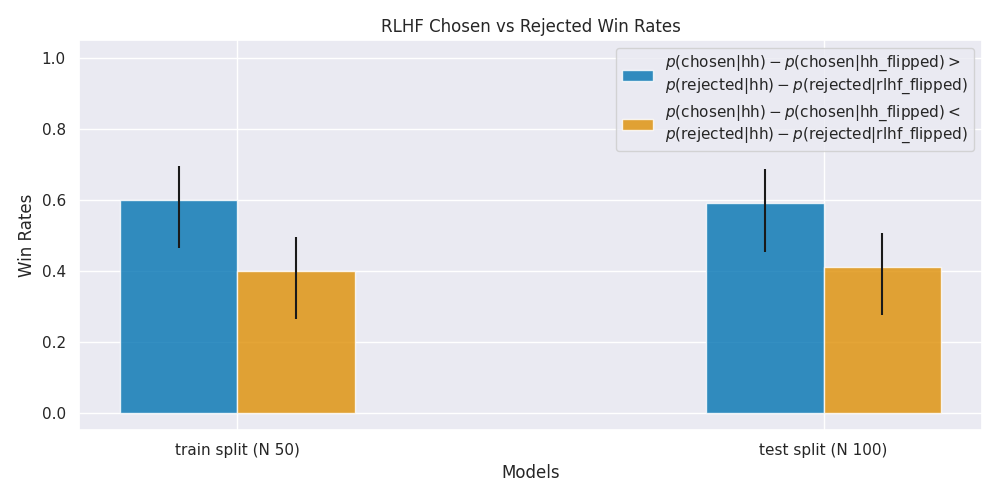 RLHF Chosen vs Rejected Win Rates
p(chosen|hh) − p(chosen|hh_flipped) >
p(rejected|hh) − p(rejected|rlhf_flipped)
p(chosen|hh) − p(chosen|hh_flipped) <
p(rejected|hh) − p(rejected|rlhf_flipped)
Win Rates
1.0
0.8
0.6
0.4
0.2
0.0
train split (N 50)
test split (N 100)
Models